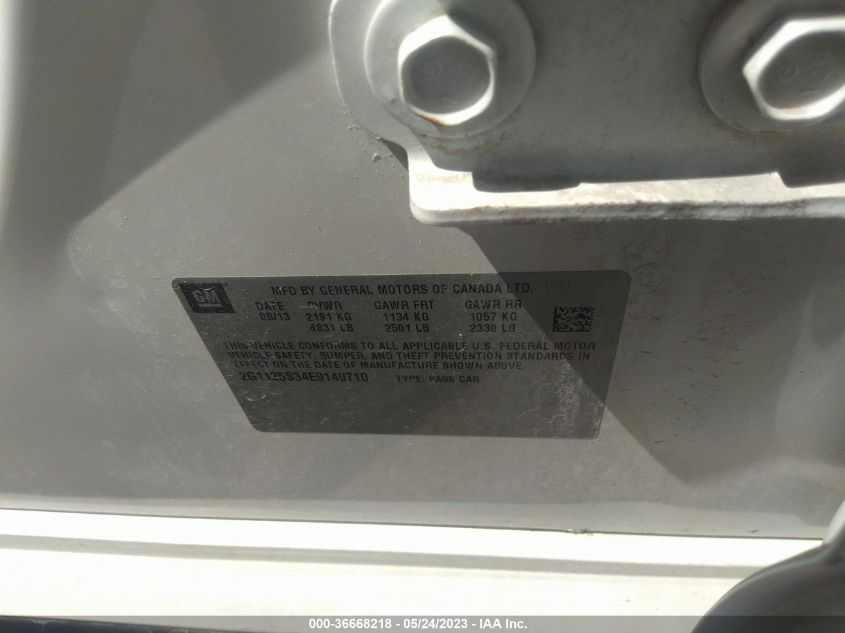 GM
MFD BY GENERAL MOTORS OF CANADA LTD.
DATE GVWR GAWR FRT GAWR RR
08/13 2191 KG 1134 KG 1057 KG
4831 LB 2501 LB 2330 LB
THIS VEHICLE CONFORMS TO ALL APPLICABLE U.S. FEDERAL MOTOR
VEHICLE SAFETY, BUMPER, AND THEFT PREVENTION STANDARDS IN
EFFECT ON THE DATE OF MANUFACTURE SHOWN ABOVE.
2G1125S34E9140710 TYPE: PASS CAR
000-36668218 - 05/24/2023 - IAA Inc.